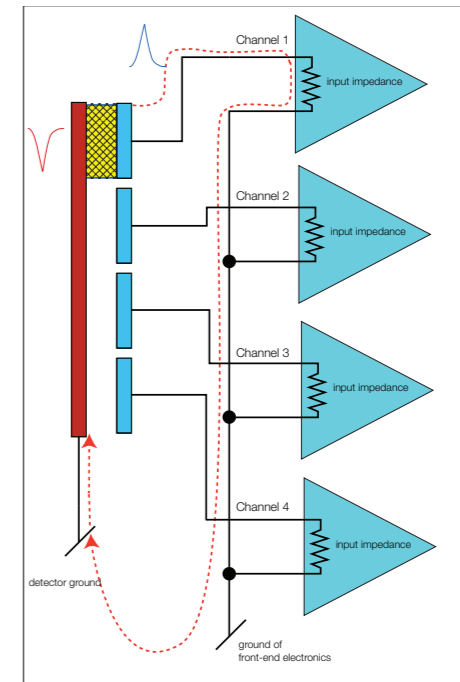 Channel 1
input impedance
Channel 2
input impedance
Channel 3
input impedance
Channel 4
input impedance
detector ground
ground of
front-end electronics